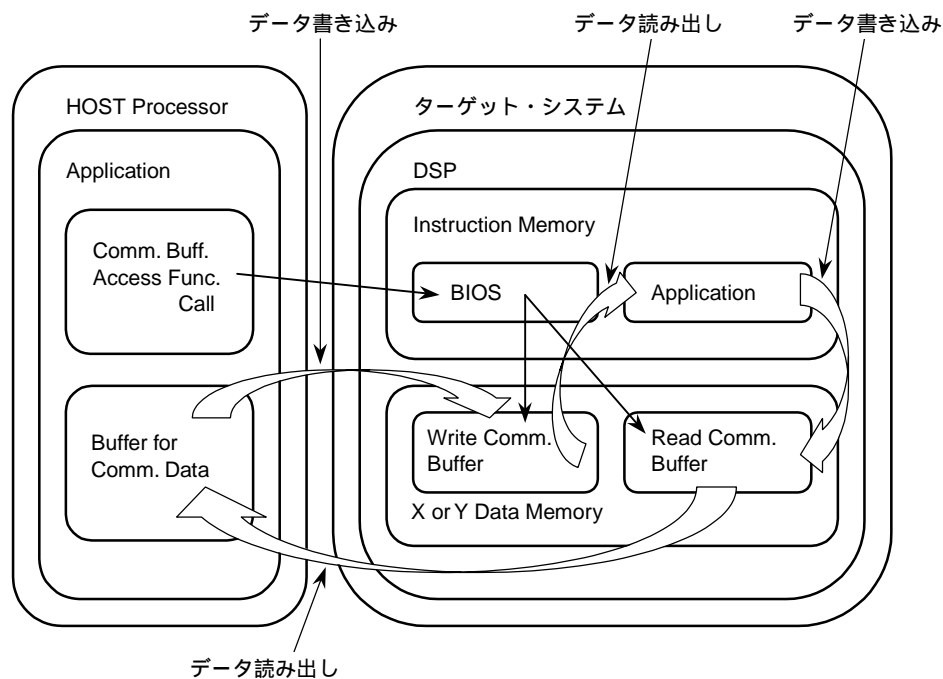 データ書き込み
データ読み出し
データ書き込み
HOST Processor
ターゲット・システム
Application
DSP
Instruction Memory
Comm. Buff.
Access Func.
Call
BIOS
Application
Buffer for
Comm. Data
Write Comm.
Buffer
Read Comm.
Buffer
X or Y Data Memory
データ読み出し